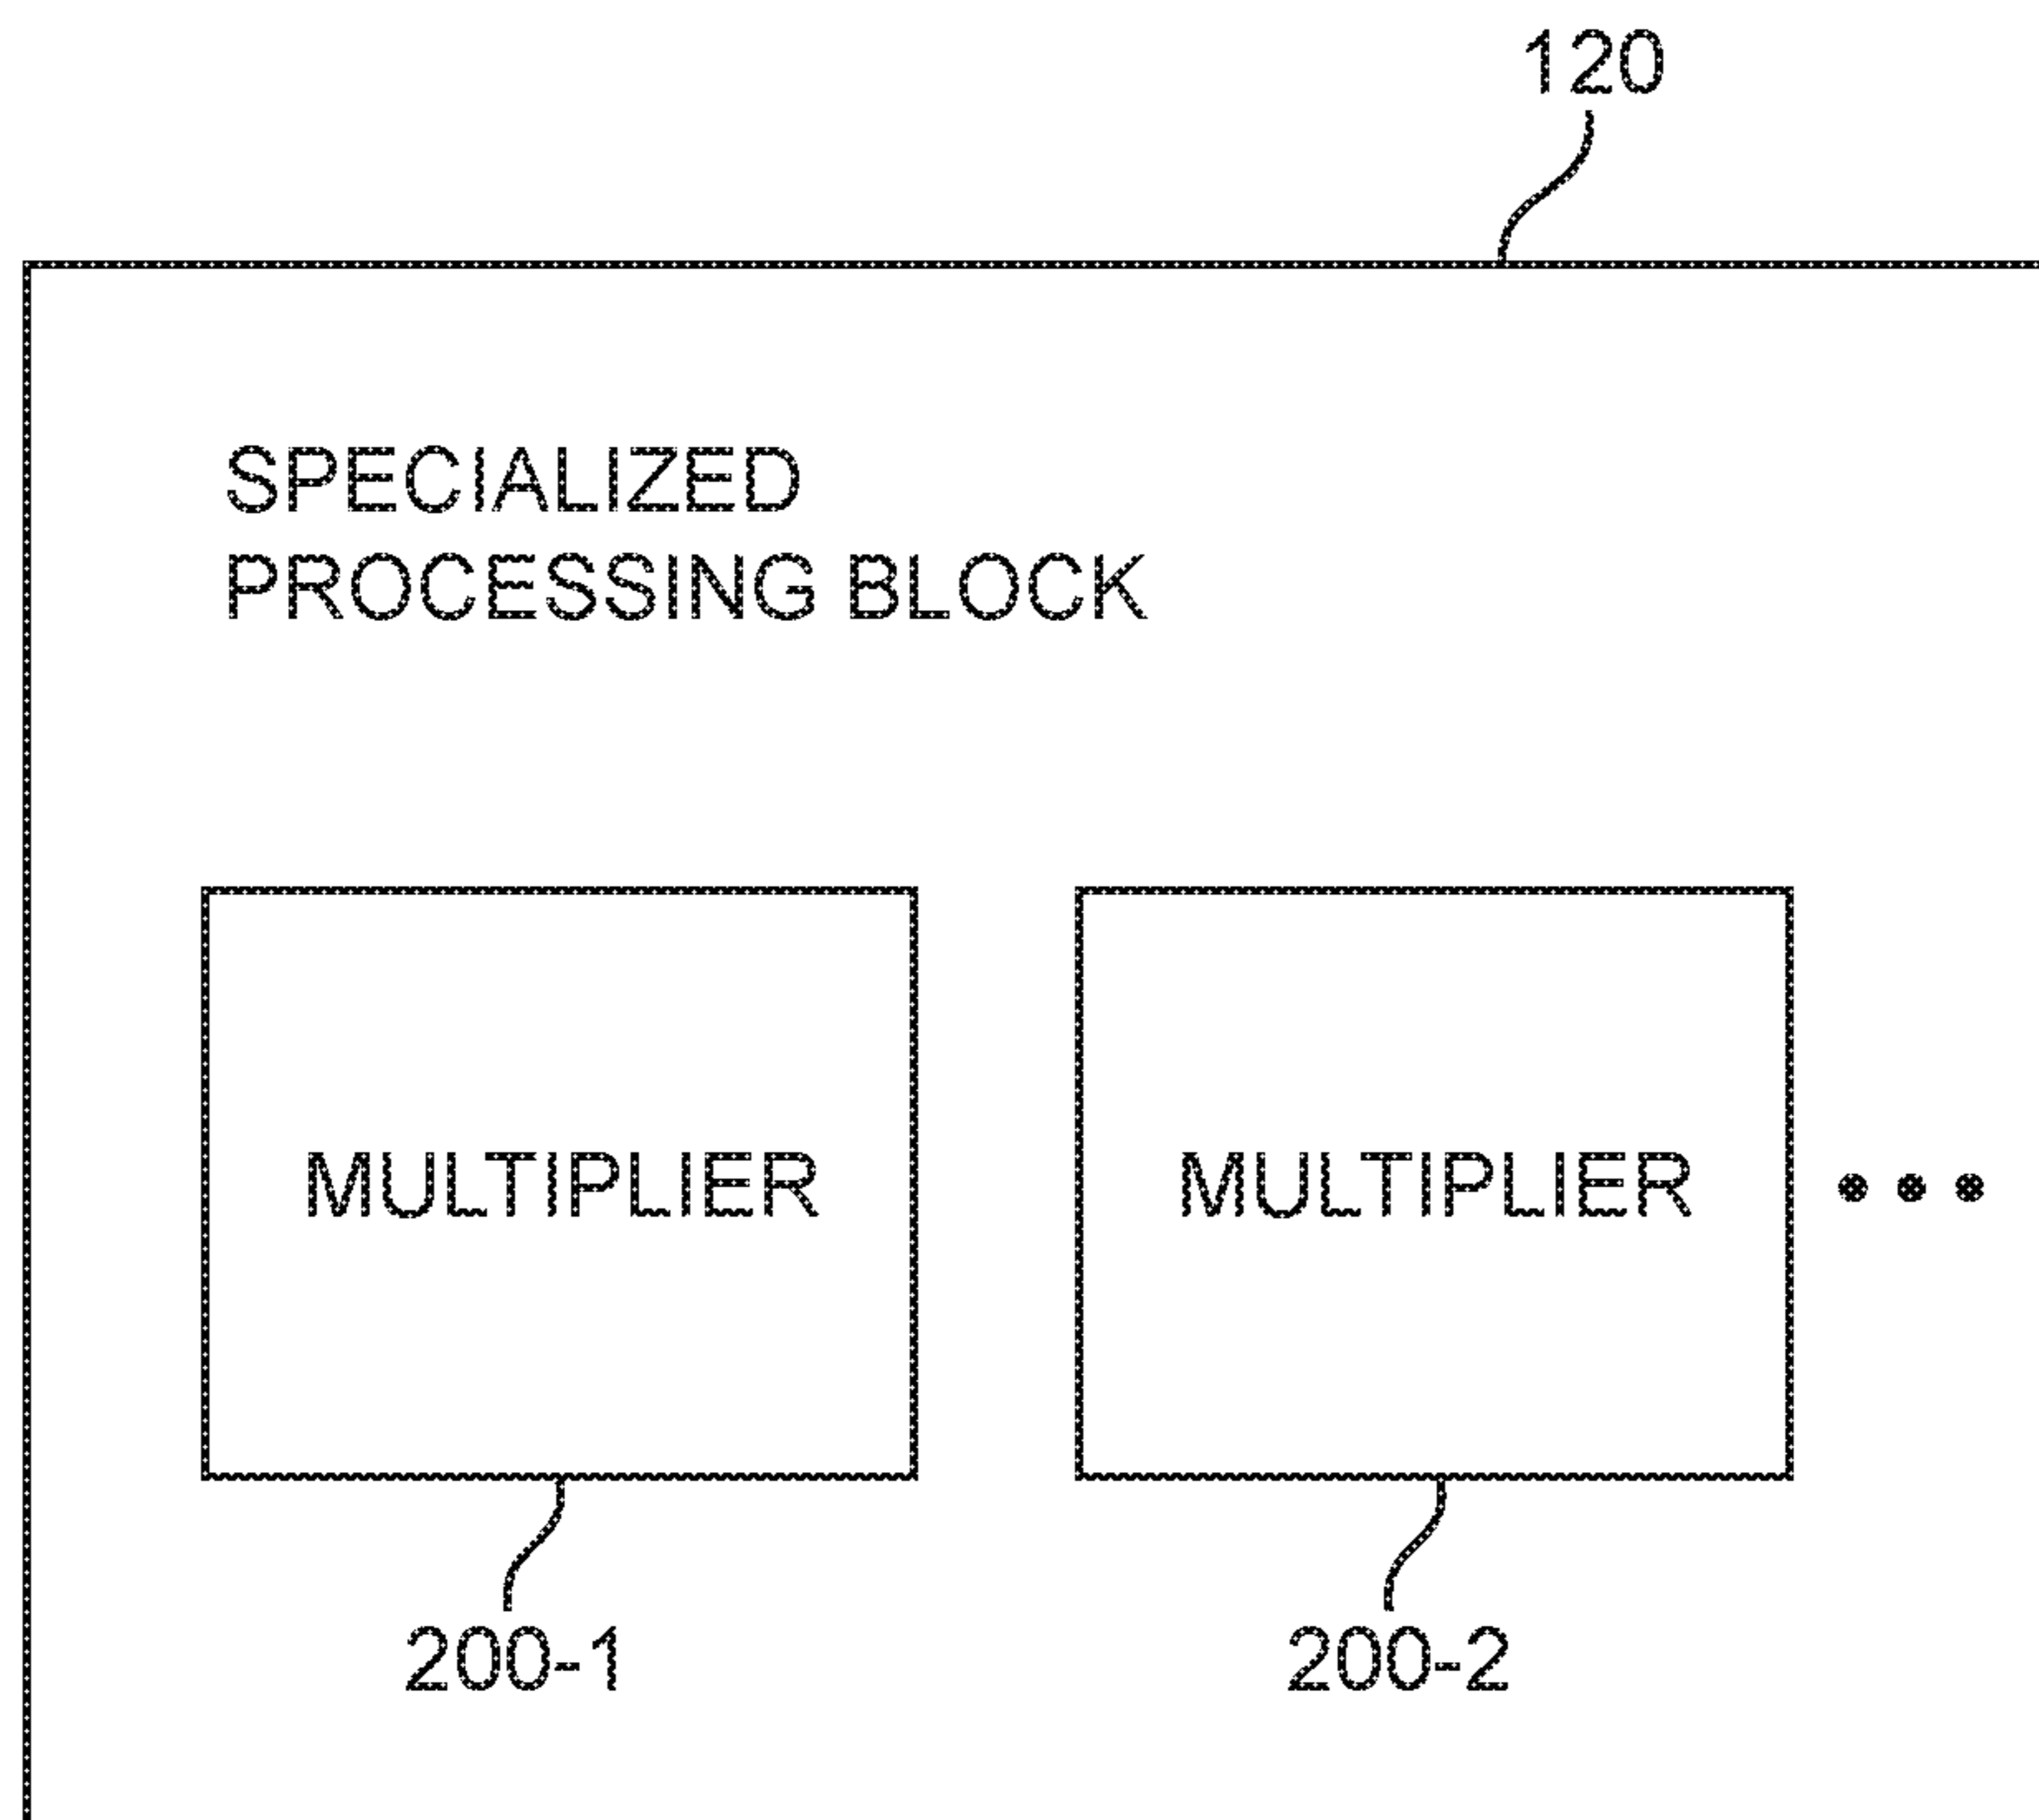 120
SPECIALIZED
PROCESSING BLOCK
MULTIPLIER
MULTIPLIER
200-1
200-2